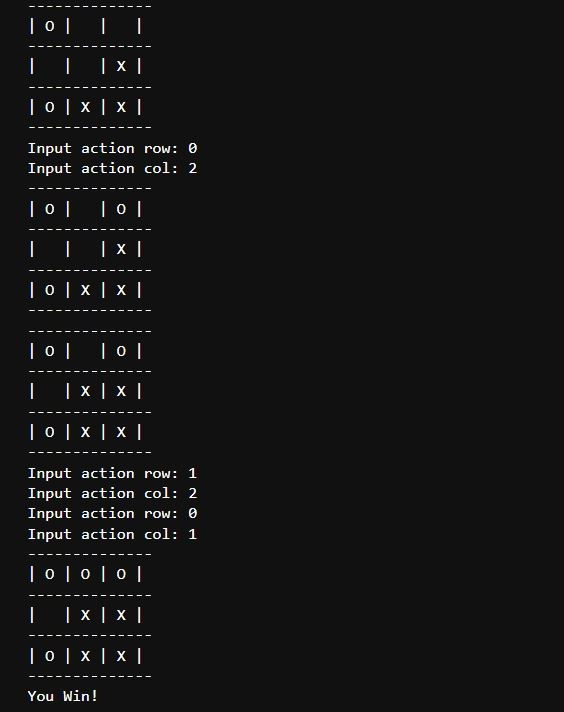 --------------
| O |   |   |
--------------
|   |   | X |
--------------
| O | X | X |
--------------
Input action row: 0
Input action col: 2
--------------
| O |   | O |
--------------
|   |   | X |
--------------
| O | X | X |
--------------
--------------
| O |   | O |
--------------
|   | X | X |
--------------
| O | X | X |
--------------
Input action row: 1
Input action col: 2
Input action row: 0
Input action col: 1
--------------
| O | O | O |
--------------
|   | X | X |
--------------
| O | X | X |
--------------
You Win!